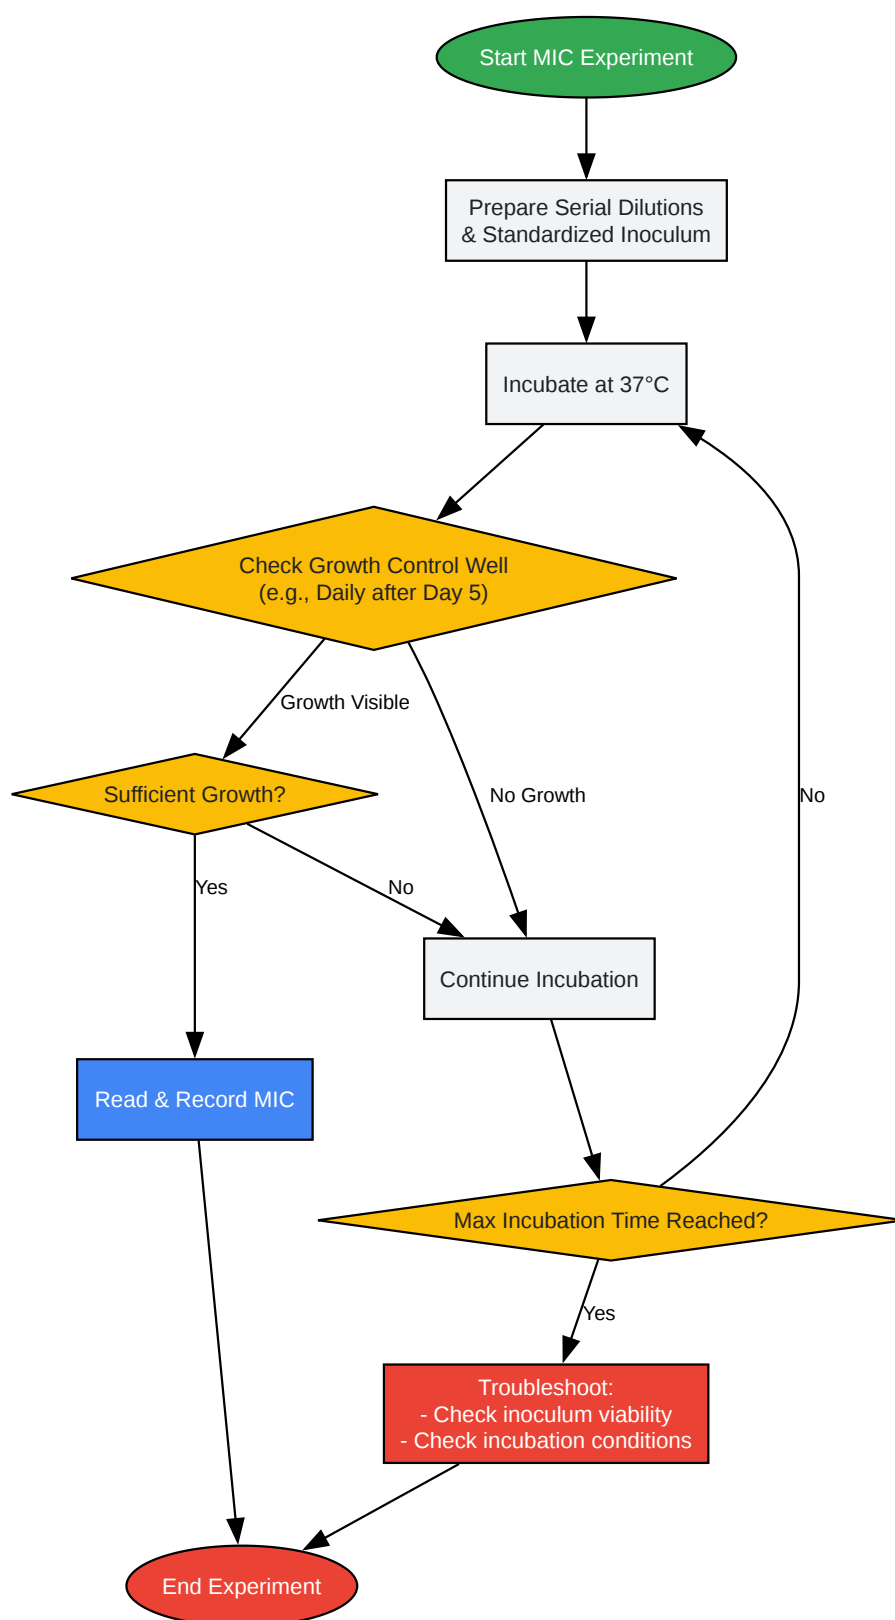 Start MIC Experiment
Prepare Serial Dilutions
& Standardized Inoculum
Incubate at 37°C
Check Growth Control Well
(e.g., Daily after Day 5)
Growth Visible
Sufficient Growth?
No Growth
No
Yes
No
Continue Incubation
Read & Record MIC
Max Incubation Time Reached?
Yes
Troubleshoot:
- Check inoculum viability
- Check incubation conditions
End Experiment